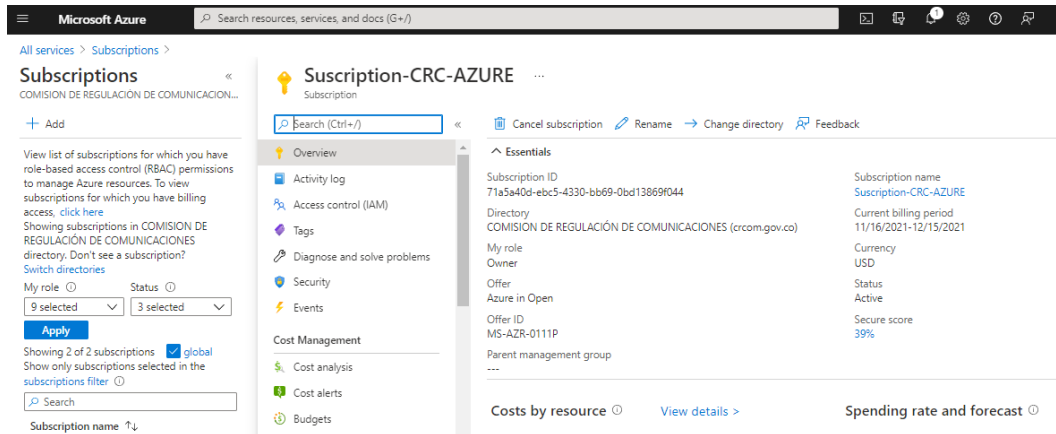 Microsoft Azure
Search resources, services, and docs (G+/)
1
All services > Subscriptions >
Subscriptions «
COMISION DE REGULACIÓN DE COMUNICACION...
+ Add
View list of subscriptions for which you have
role-based access control (RBAC) permissions
to manage Azure resources. To view
subscriptions for which you have billing
access, click here
Showing subscriptions in COMISION DE
REGULACIÓN DE COMUNICACIONES
directory. Don't see a subscription?
Switch directories
My role Status
9 selected 3 selected
Apply
Showing 2 of 2 subscriptions global
Show only subscriptions selected in the
subscriptions filter
Search
Subscription name ↑↓
Suscription-CRC-AZURE ...
Subscription
Search (Ctrl+/) «
Overview
Activity log
Access control (IAM)
Tags
Diagnose and solve problems
Security
Events
Cost Management
Cost analysis
Cost alerts
Budgets
Cancel subscription Rename Change directory Feedback
Essentials
Subscription ID
71a5a40d-ebc5-4330-bb69-0bd13869f044
Directory
COMISION DE REGULACIÓN DE COMUNICACIONES (crcom.gov.co)
My role
Owner
Offer
Azure in Open
Offer ID
MS-AZR-0111P
Parent management group
---
Subscription name
Suscription-CRC-AZURE
Current billing period
11/16/2021-12/15/2021
Currency
USD
Status
Active
Secure score
39%
Costs by resource View details >
Spending rate and forecast